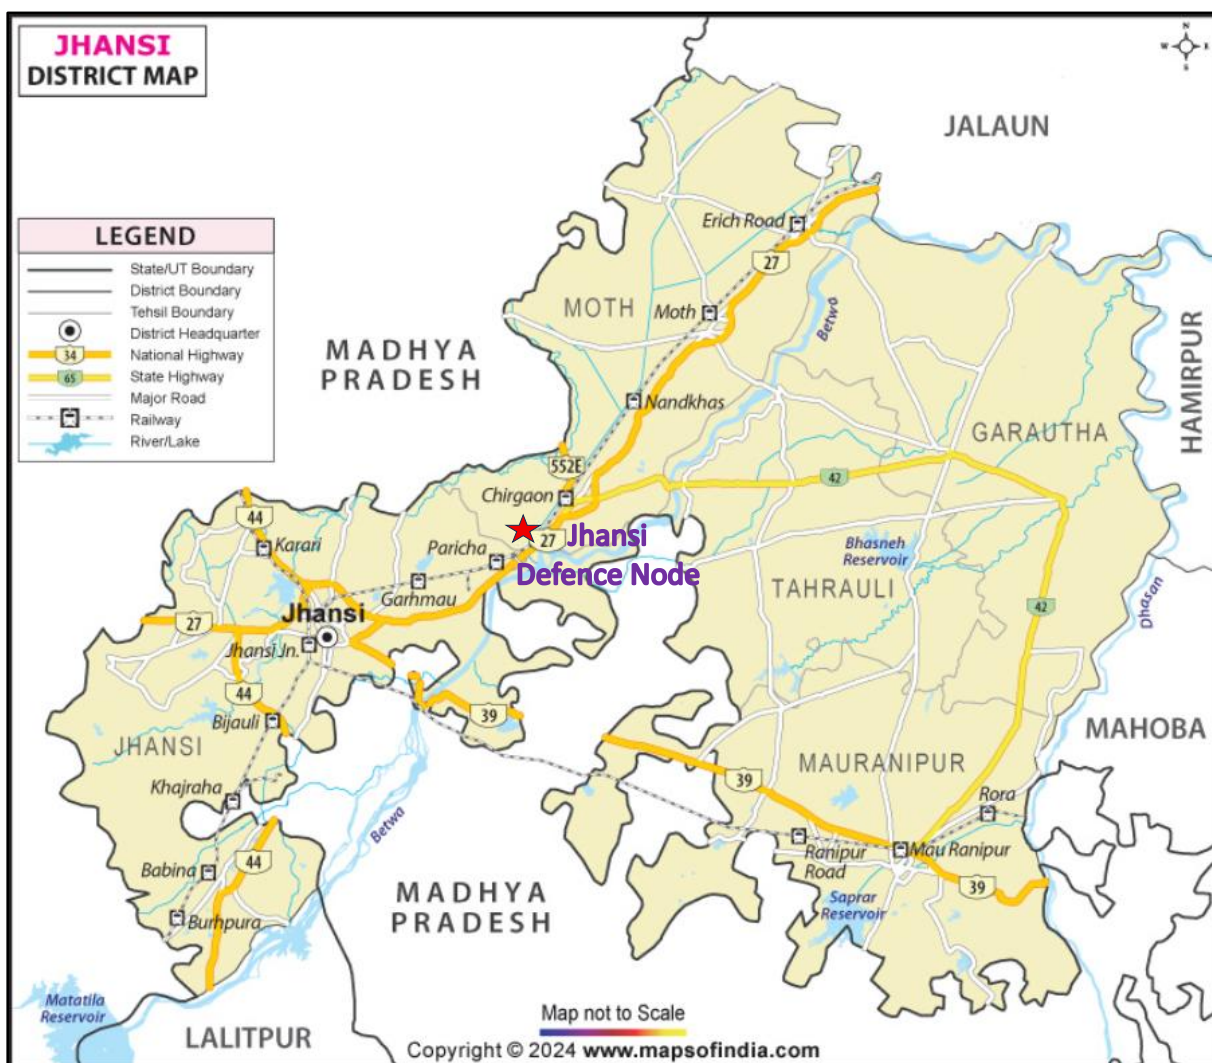 JHANSI
DISTRICT MAP
N
W
E
S
JALAUN
LEGEND
State/UT Boundary
District Boundary
Tehsil Boundary
District Headquarter
34
National Highway
65
State Highway
Major Road
Railway
River/Lake
Erich Road
27
MOTH
Moth
Betwa
MADHYA
PRADESH
HAMIRPUR
Nandkhas
GARAUTHA
552E
Chirgaon
42
44
Karari
Paricha
27
Jhansi
Defence Node
Bhasneh
Reservoir
TAHRAULI
Garhmau
Jhansi
27
Jhansi Jn.
42
Dhasan
44
Bijauli
39
JHANSI
MAHOBA
MAURANIPUR
39
Khajraha
Rora
Betwa
Babina
44
Ranipur
Road
Mau Ranipur
39
Burhpura
MADHYA
PRADESH
Saprar
Reservoir
Matatila
Reservoir
LALITPUR
Map not to Scale
Copyright © 2024 www.mapsofindia.com